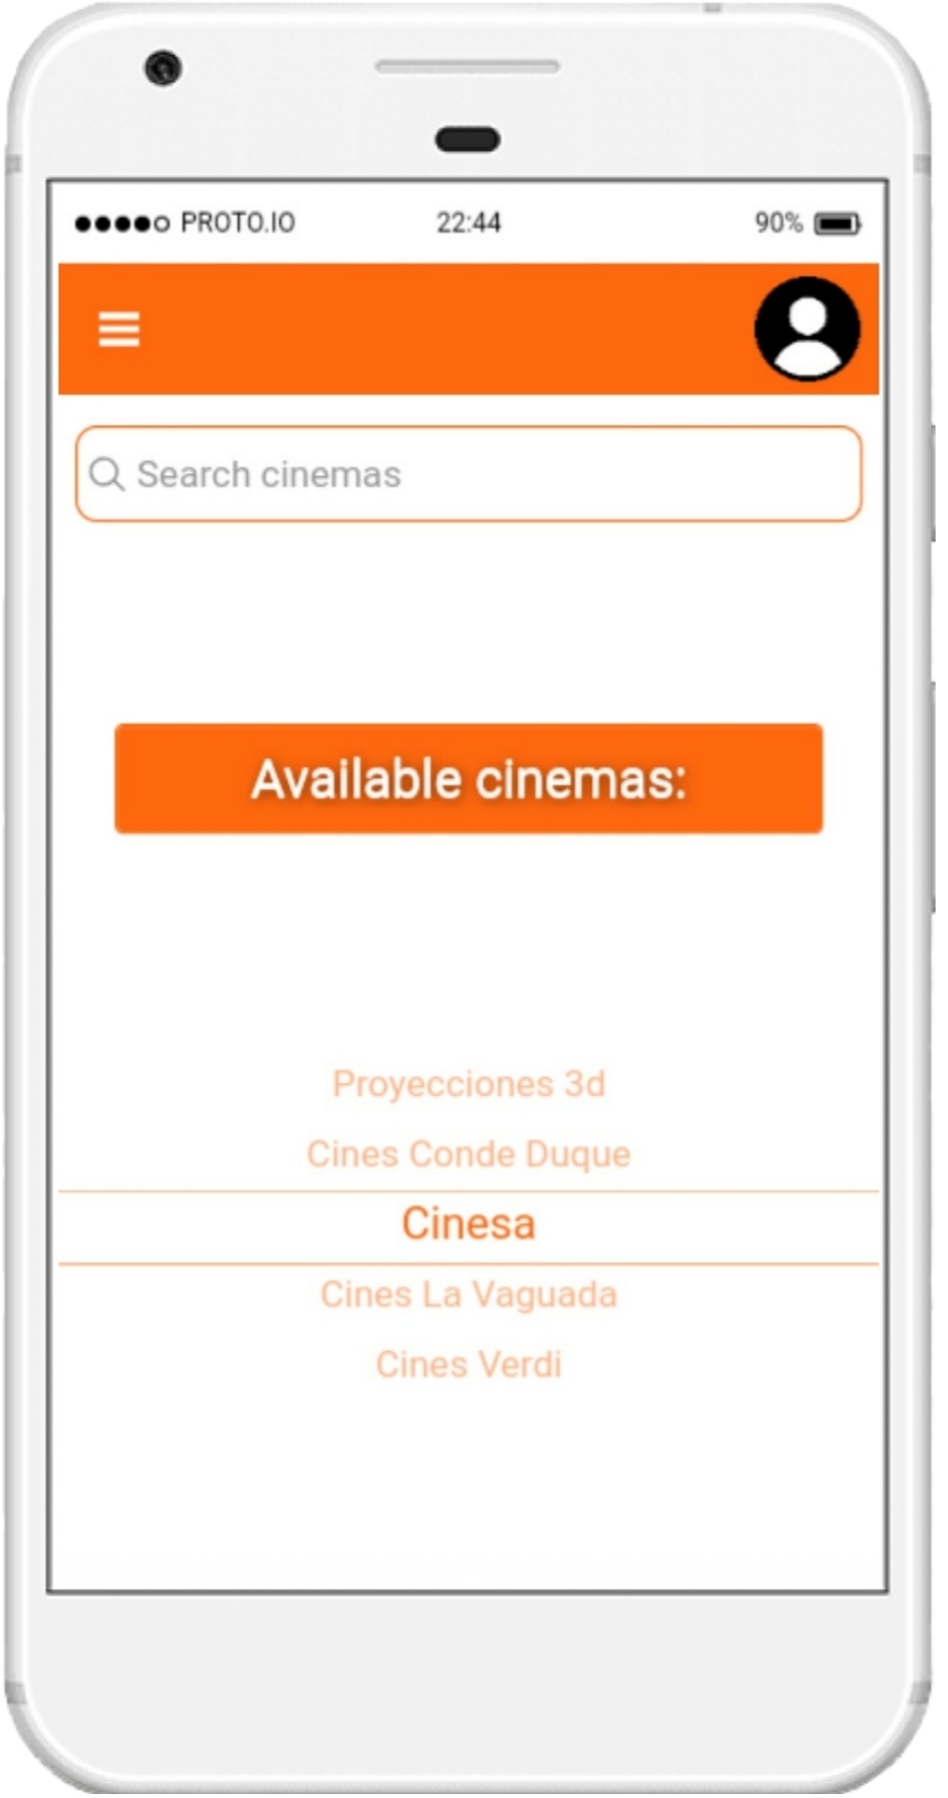 PROTO.IO 22:44 90%
Search cinemas
Available cinemas:
Proyecciones 3d
Cines Conde Duque
Cinesa
Cines La Vaguada
Cines Verdi